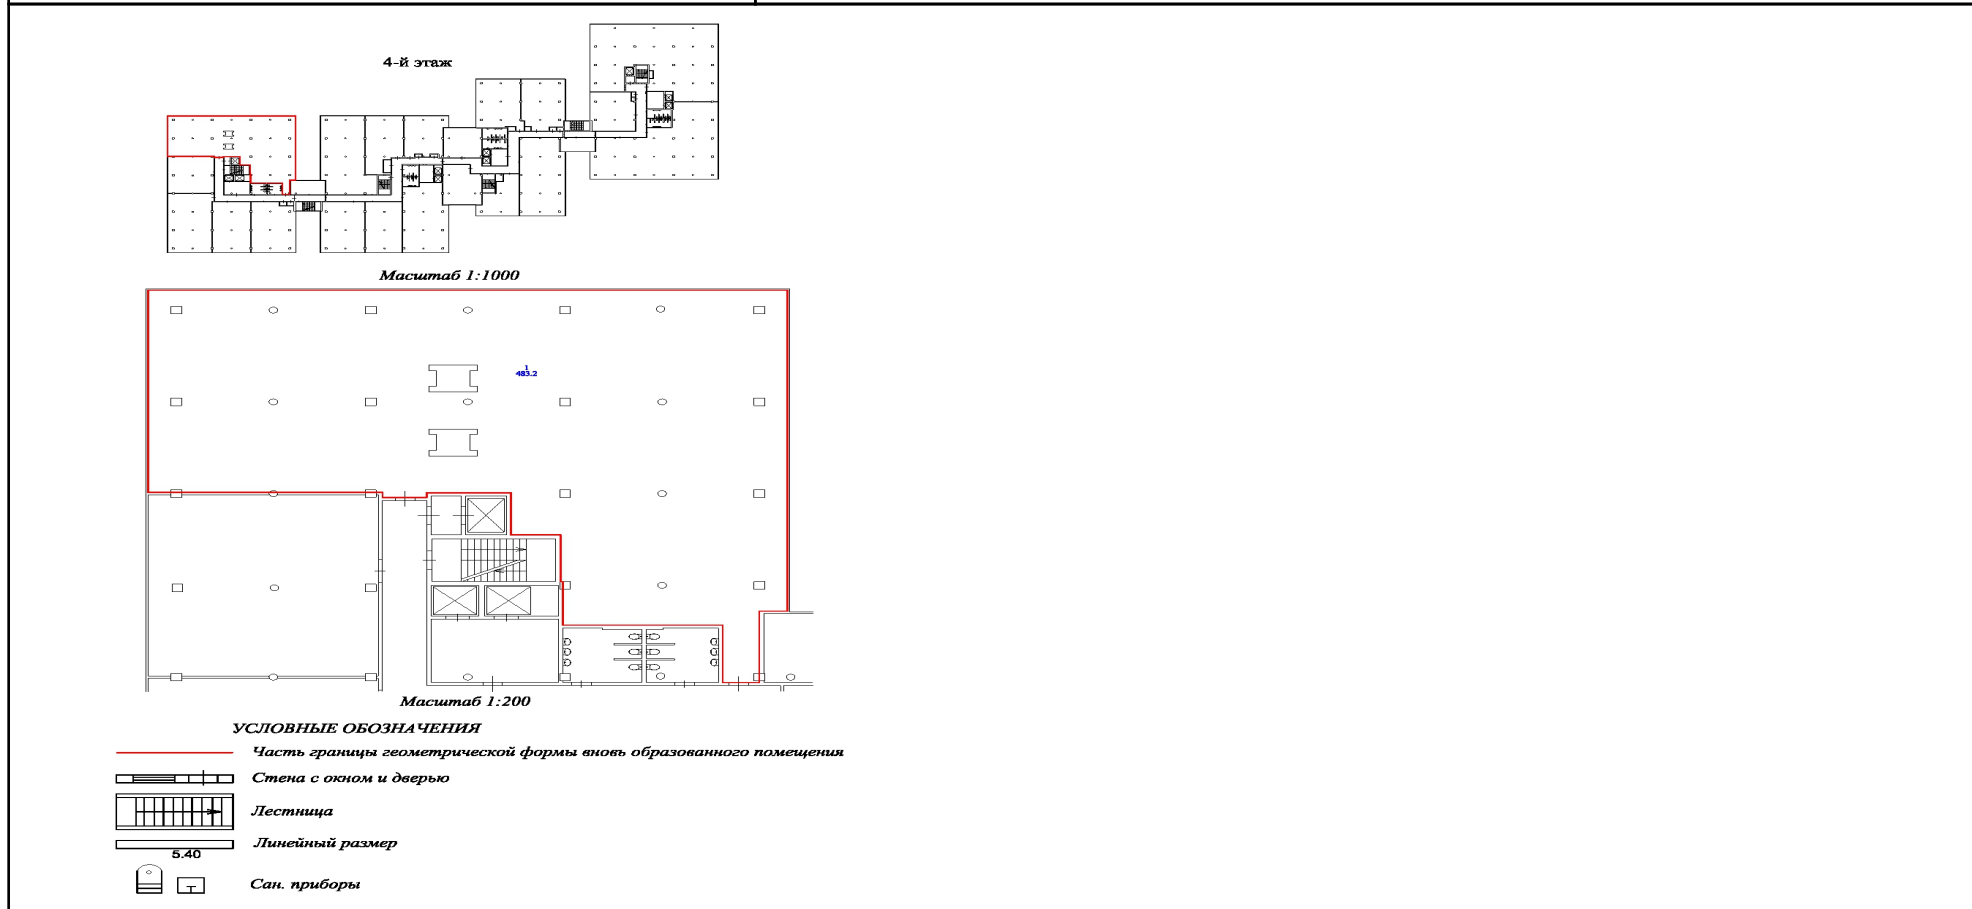 4-й этаж
Масштаб 1:1000
1
483.2
Масштаб 1:200
УСЛОВНЫЕ ОБОЗНАЧЕНИЯ
Часть границы геометрической формы вновь образованного помещения
Стена с окном и дверью
Лестница
Линейный размер
5.40
Сан. приборы